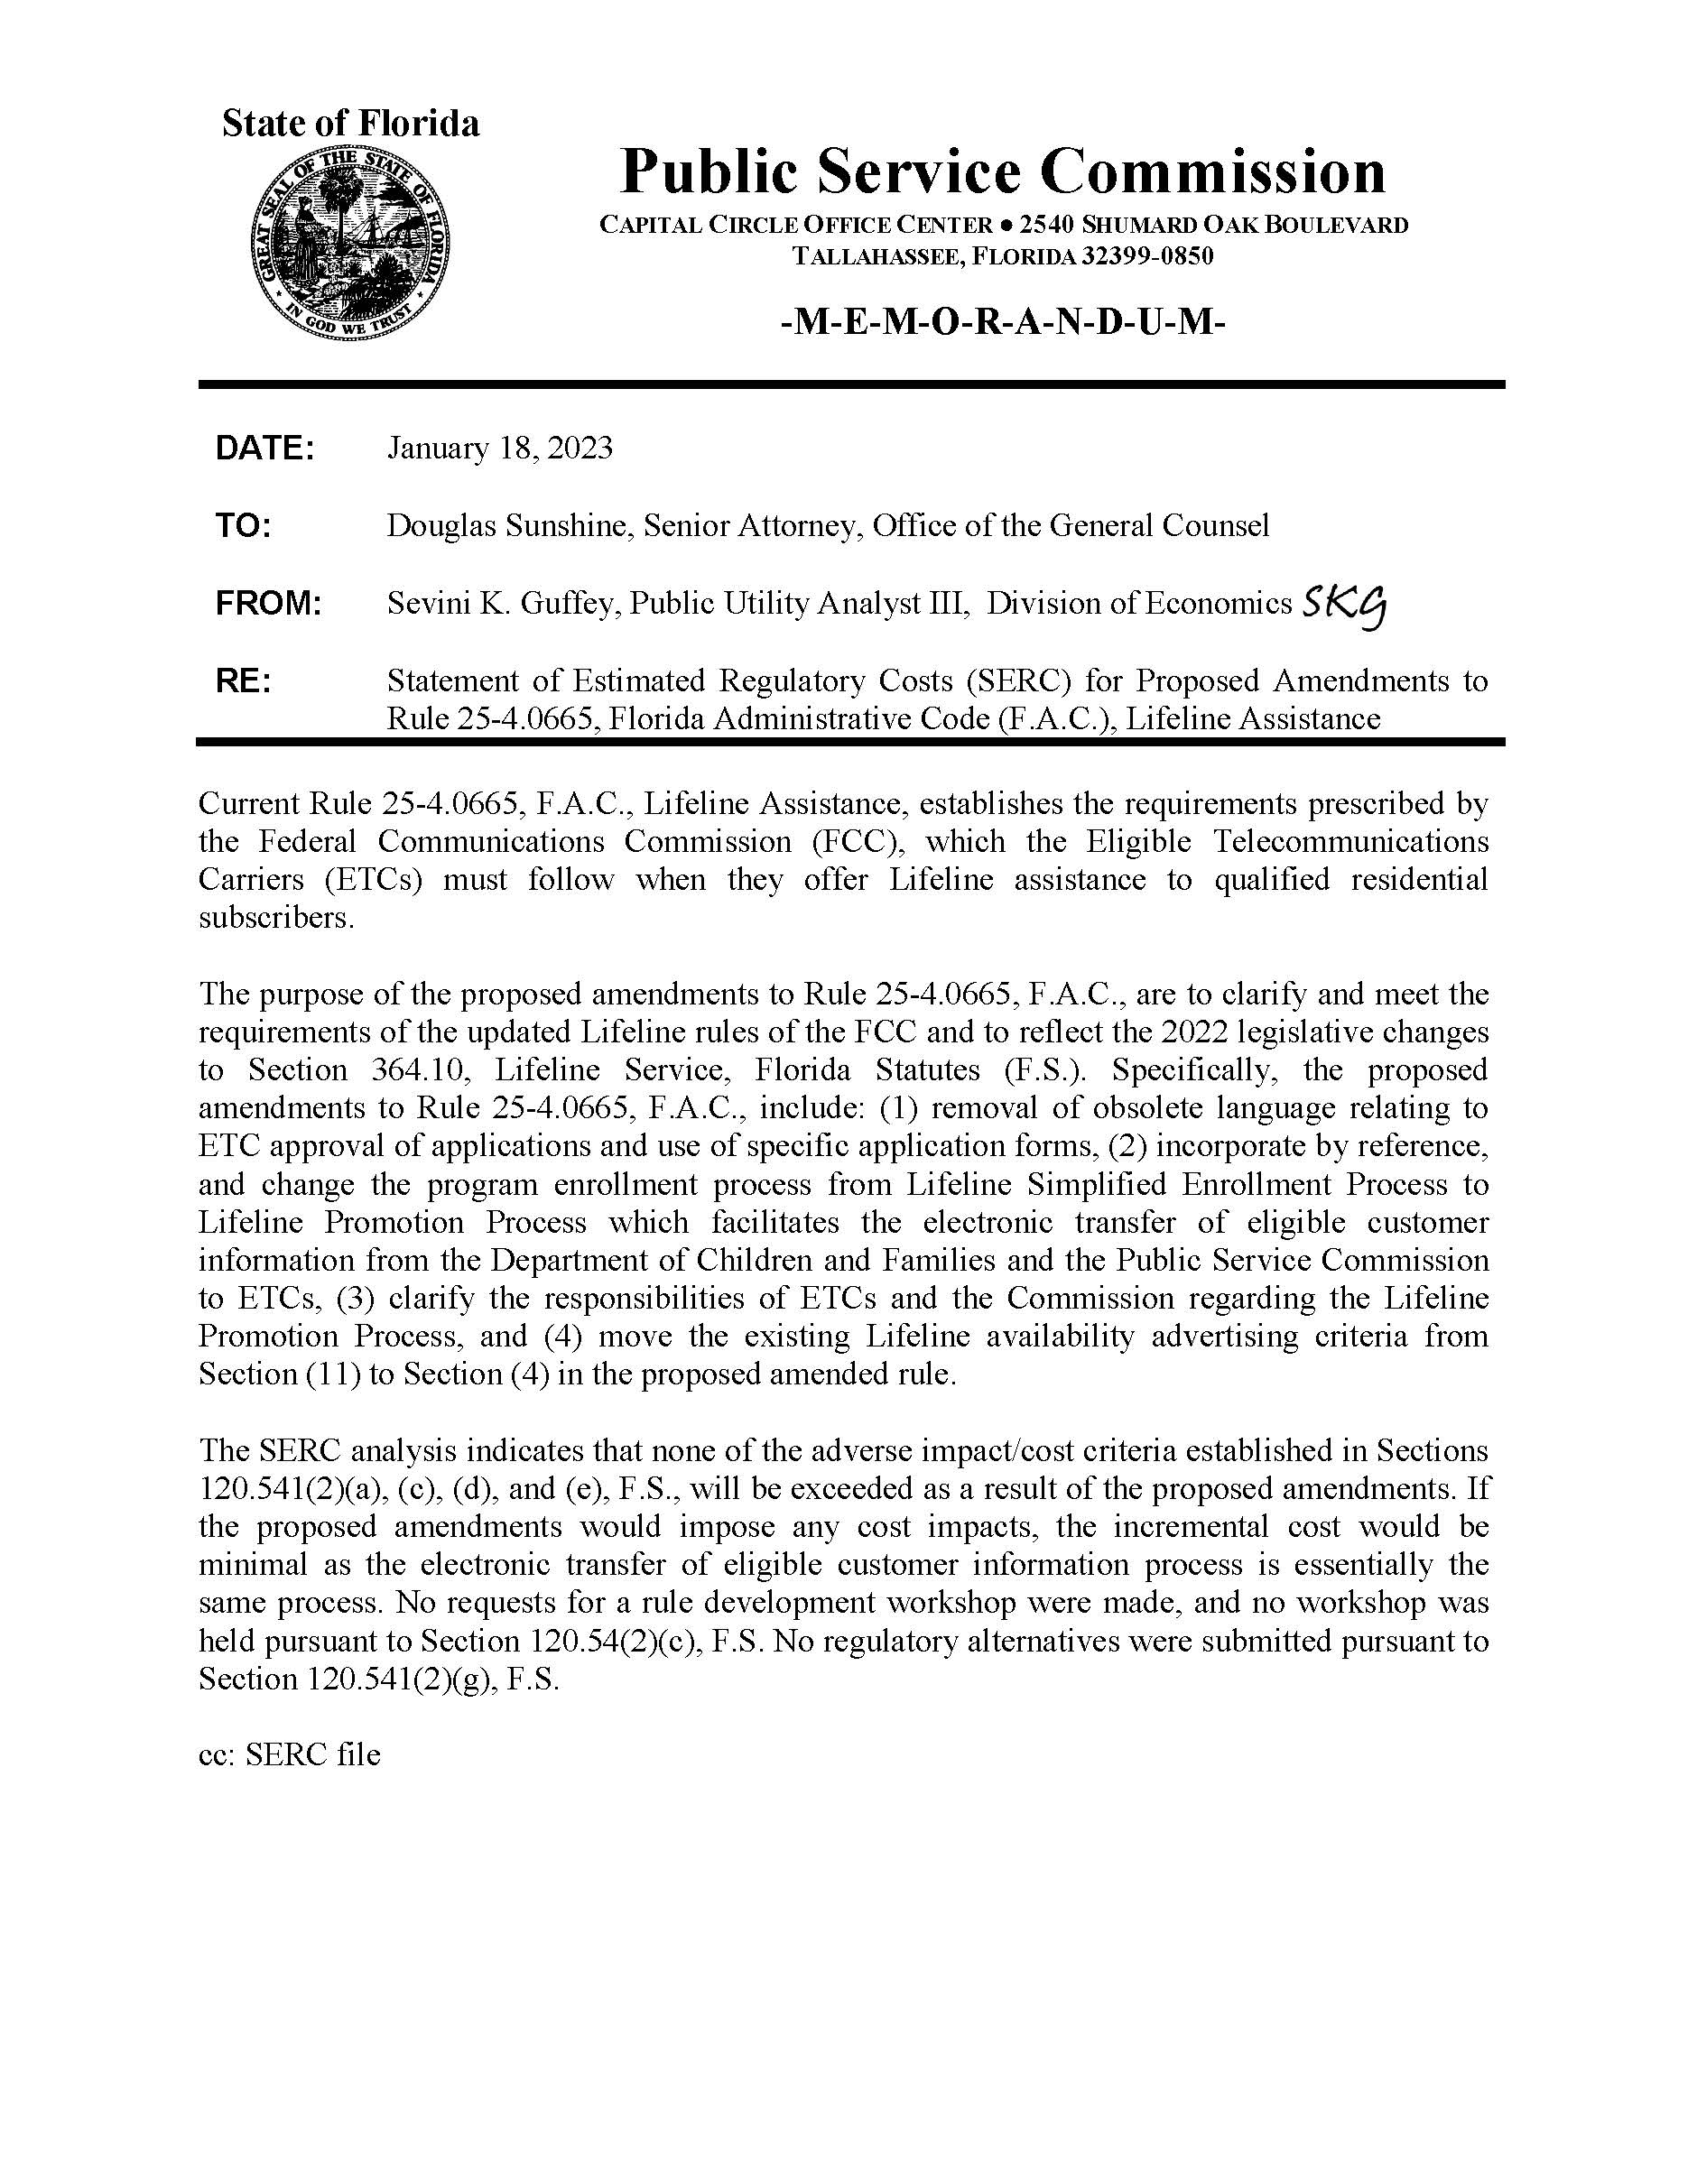 State of Florida
GREAT SEAL OF THE STATE OF FLORIDA
IN GOD WE TRUST
Public Service Commission
CAPITAL CIRCLE OFFICE CENTER ● 2540 SHUMARD OAK BOULEVARD
TALLAHASSEE, FLORIDA 32399-0850
-M-E-M-O-R-A-N-D-U-M-
DATE: January 18, 2023
TO: Douglas Sunshine, Senior Attorney, Office of the General Counsel
FROM: Sevini K. Guffey, Public Utility Analyst III, Division of Economics SKG
RE: Statement of Estimated Regulatory Costs (SERC) for Proposed Amendments to
Rule 25-4.0665, Florida Administrative Code (F.A.C.), Lifeline Assistance
Current Rule 25-4.0665, F.A.C., Lifeline Assistance, establishes the requirements prescribed by
the Federal Communications Commission (FCC), which the Eligible Telecommunications
Carriers (ETCs) must follow when they offer Lifeline assistance to qualified residential
subscribers.
The purpose of the proposed amendments to Rule 25-4.0665, F.A.C., are to clarify and meet the
requirements of the updated Lifeline rules of the FCC and to reflect the 2022 legislative changes
to Section 364.10, Lifeline Service, Florida Statutes (F.S.). Specifically, the proposed
amendments to Rule 25-4.0665, F.A.C., include: (1) removal of obsolete language relating to
ETC approval of applications and use of specific application forms, (2) incorporate by reference,
and change the program enrollment process from Lifeline Simplified Enrollment Process to
Lifeline Promotion Process which facilitates the electronic transfer of eligible customer
information from the Department of Children and Families and the Public Service Commission
to ETCs, (3) clarify the responsibilities of ETCs and the Commission regarding the Lifeline
Promotion Process, and (4) move the existing Lifeline availability advertising criteria from
Section (11) to Section (4) in the proposed amended rule.
The SERC analysis indicates that none of the adverse impact/cost criteria established in Sections
120.541(2)(a), (c), (d), and (e), F.S., will be exceeded as a result of the proposed amendments. If
the proposed amendments would impose any cost impacts, the incremental cost would be
minimal as the electronic transfer of eligible customer information process is essentially the
same process. No requests for a rule development workshop were made, and no workshop was
held pursuant to Section 120.54(2)(c), F.S. No regulatory alternatives were submitted pursuant to
Section 120.541(2)(g), F.S.
cc: SERC file